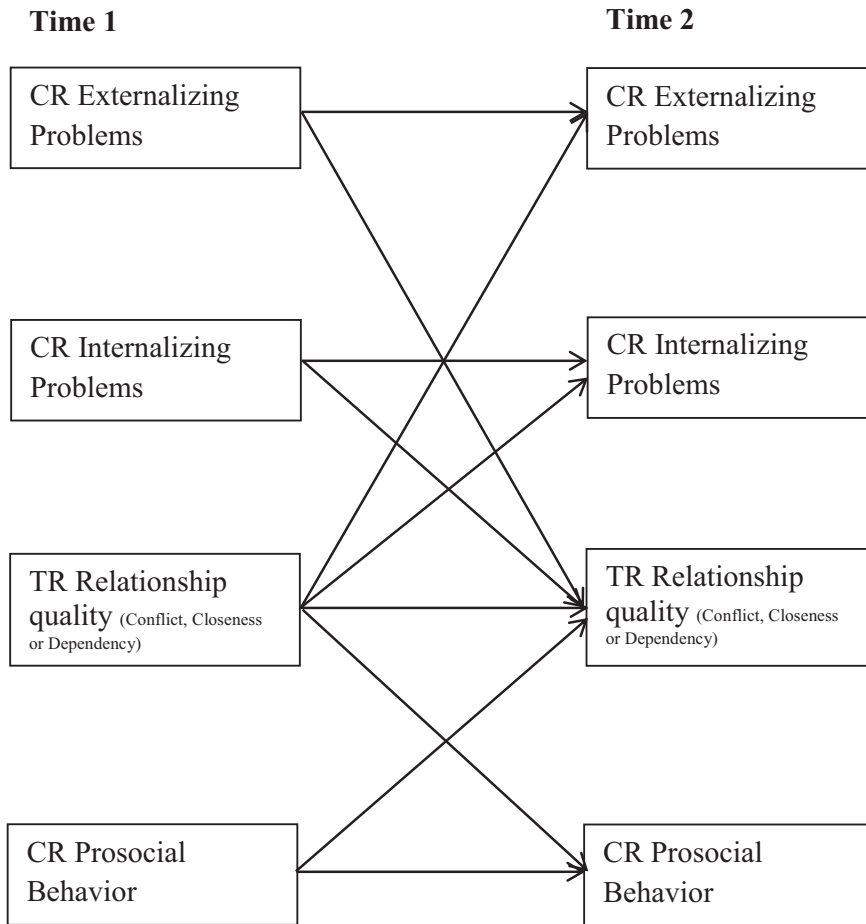 Time 1
Time 2
CR Externalizing
Problems
CR Externalizing
Problems
CR Internalizing
Problems
CR Internalizing
Problems
TR Relationship
quality (Conflict, Closeness
or Dependency)
TR Relationship
quality (Conflict, Closeness
or Dependency)
CR Prosocial
Behavior
CR Prosocial
Behavior